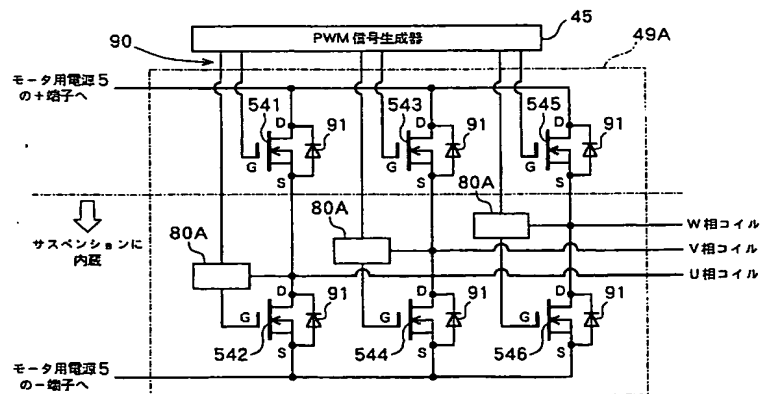 PWM 信号生成器
45
90
49A
モータ用電源5
の+端子へ
541
D
91
G
S
543
D
91
G
S
545
D
91
G
S
サスペンションに
内蔵
80A
80A
80A
W相コイル
V相コイル
U相コイル
D
91
G
S
542
D
91
G
S
544
D
91
G
S
546
モータ用電源5
の-端子へ